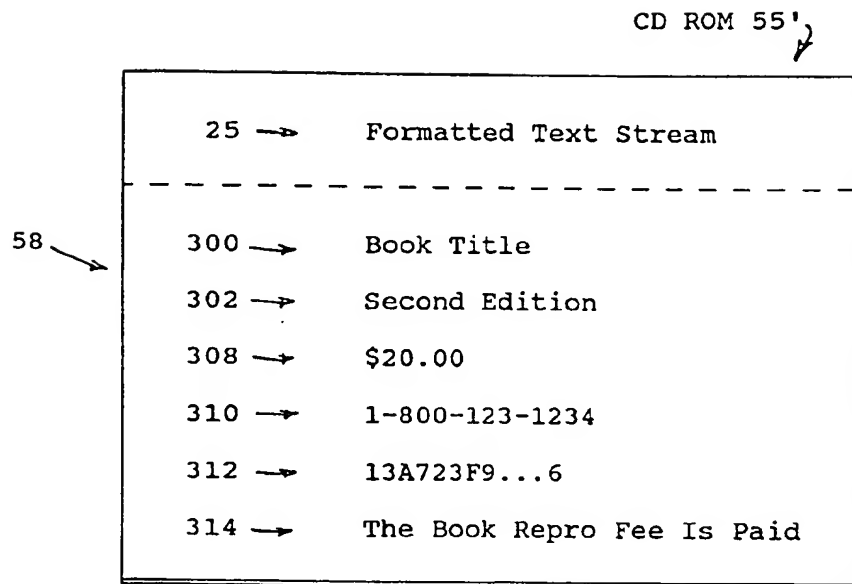 CD ROM 55'
25 Formatted Text Stream
58
300 Book Title
302 Second Edition
308 $20.00
310 1-800-123-1234
312 13A723F9...6
314 The Book Repro Fee Is Paid